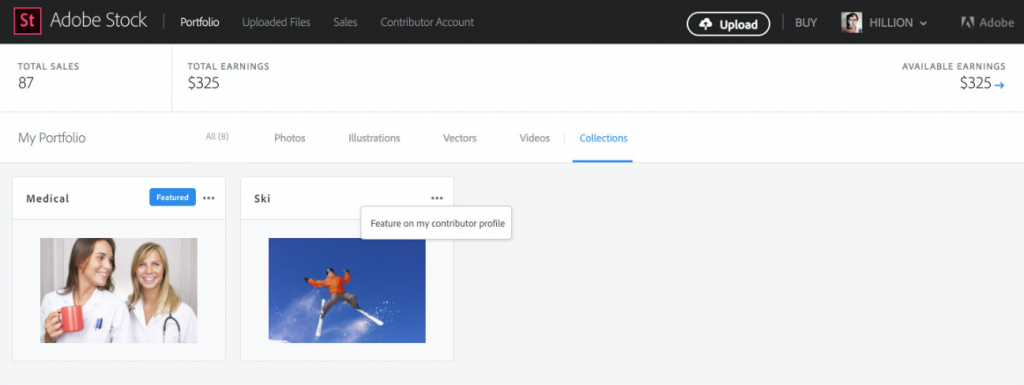 St Adobe Stock Portfolio Uploaded Files Sales Contributor Account Upload BUY HILLION Adobe
TOTAL SALES TOTAL EARNINGS AVAILABLE EARNINGS
87 $325 $325 →
My Portfolio All (8) Photos Illustrations Vectors Videos Collections
Medical Featured ••• Ski •••
Feature on my contributor profile